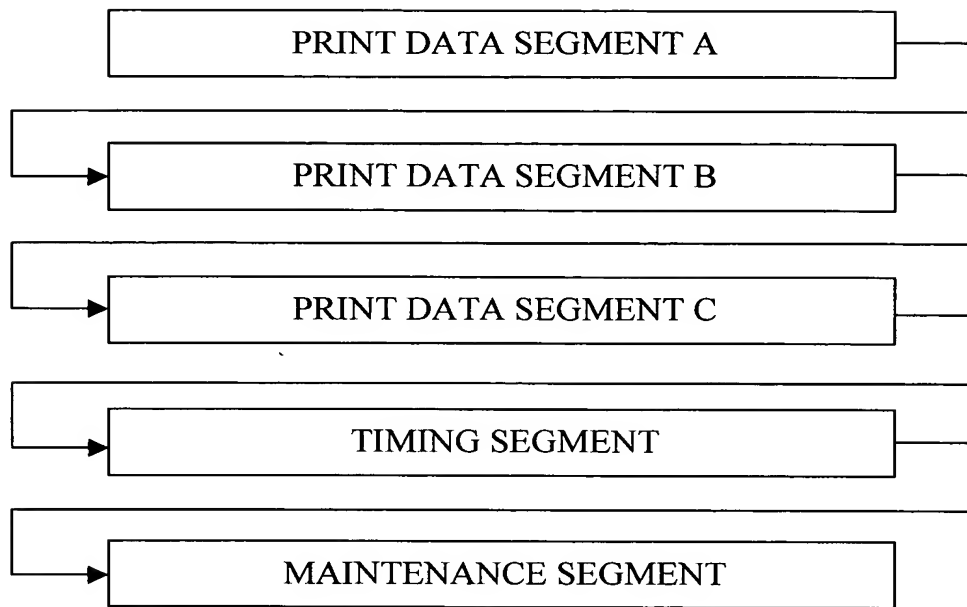 PRINT DATA SEGMENT A
PRINT DATA SEGMENT B
PRINT DATA SEGMENT C
TIMING SEGMENT
MAINTENANCE SEGMENT